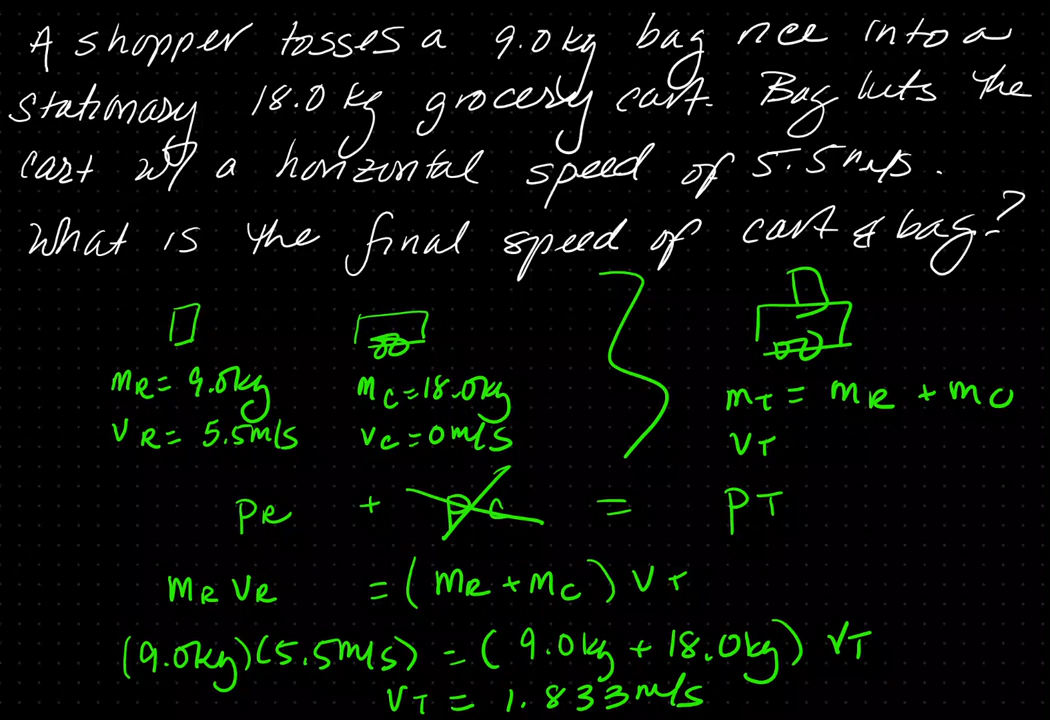 A shopper tosses a 9.0kg bag rice into a
stationary 18.0 kg grocery cart. Bag hits the
cart w/ a horizontal speed of 5.5m/s.
What is the final speed of cart & bag?
mR = 9.0kg mC = 18.0kg mT = mR + mC
vR = 5.5m/s vC = 0m/s vT
pR + pC = pT
mR vR = (mR + mC) vT
(9.0kg)(5.5m/s) = (9.0kg + 18.0kg) vT
vT = 1.833m/s